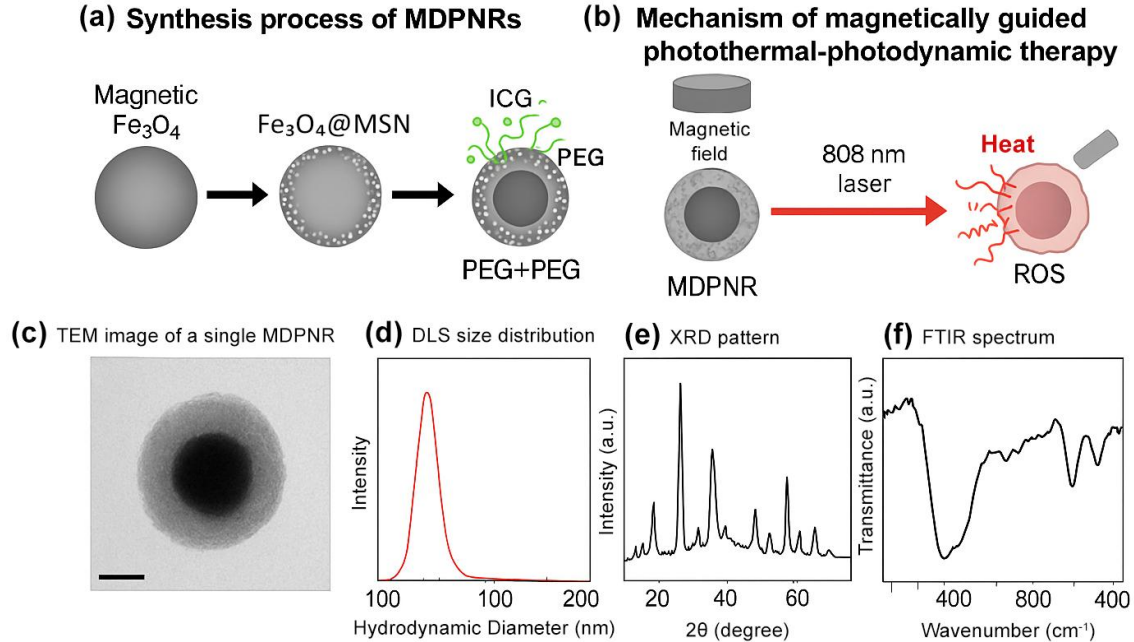 (a) Synthesis process of MDPNRs
Magnetic
Fe₃O₄
Fe₃O₄@MSN
ICG
PEG
PEG+PEG
(b) Mechanism of magnetically guided
photothermal-photodynamic therapy
Magnetic
field
MDPNR
808 nm
laser
Heat
ROS
(c) TEM image of a single MDPNR
(d) DLS size distribution
Intensity
100 100 200
Hydrodynamic Diameter (nm)
(e) XRD pattern
Intensity (a.u.)
20 40 60
2θ (degree)
(f) FTIR spectrum
Transmittance (a.u.)
400 800 400
Wavenumber (cm⁻¹)